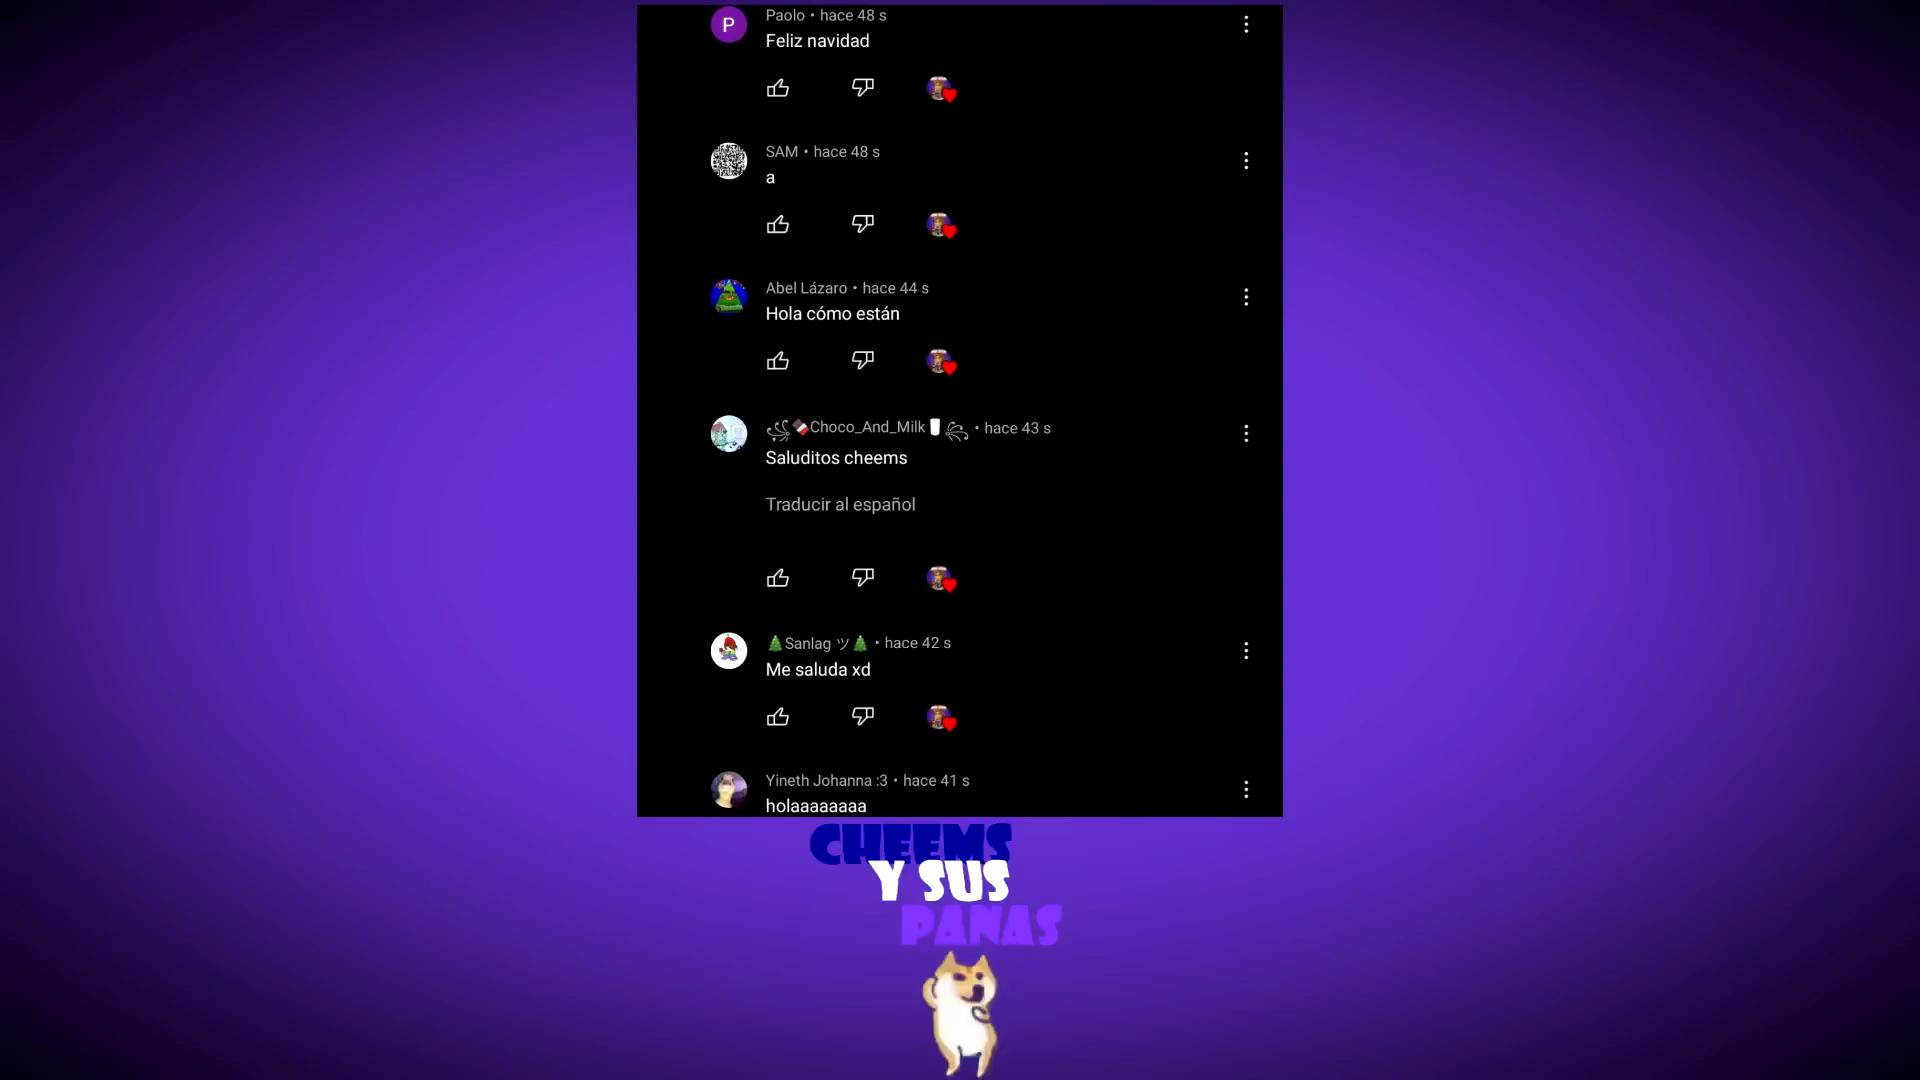 P
Paolo • hace 48 s
Feliz navidad
SAM • hace 48 s
a
Abel Lázaro • hace 44 s
Hola cómo están
꧁🍫Choco_And_Milk🥛꧂ • hace 43 s
Saluditos cheems
Traducir al español
🎄Sanlag ツ🎄 • hace 42 s
Me saluda xd
Yineth Johanna :3 • hace 41 s
holaaaaaaaa
CHEEMS
Y SUS
PANAS